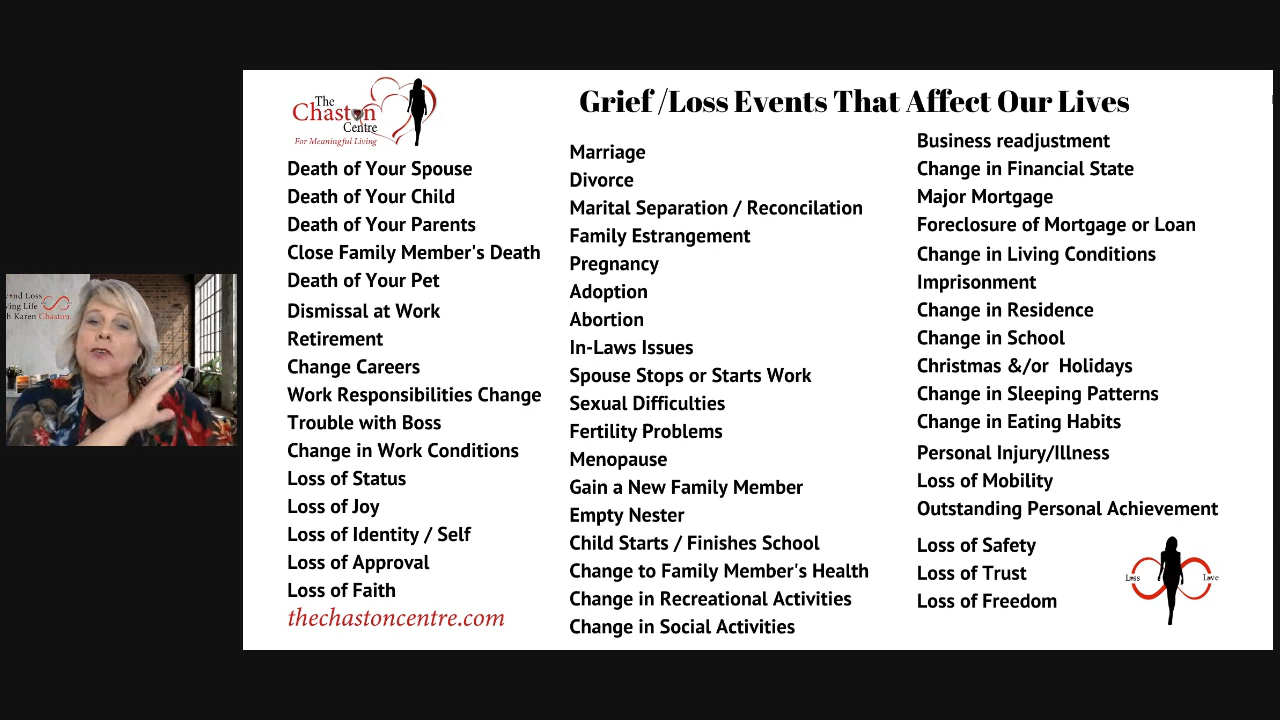 The
Chaston
Centre
For Meaningful Living
Grief /Loss Events That Affect Our Lives
Death of Your Spouse
Death of Your Child
Death of Your Parents
Close Family Member's Death
Death of Your Pet
Dismissal at Work
Retirement
Change Careers
Work Responsibilities Change
Trouble with Boss
Change in Work Conditions
Loss of Status
Loss of Joy
Loss of Identity / Self
Loss of Approval
Loss of Faith
thechastoncentre.com
Marriage
Divorce
Marital Separation / Reconcilation
Family Estrangement
Pregnancy
Adoption
Abortion
In-Laws Issues
Spouse Stops or Starts Work
Sexual Difficulties
Fertility Problems
Menopause
Gain a New Family Member
Empty Nester
Child Starts / Finishes School
Change to Family Member's Health
Change in Recreational Activities
Change in Social Activities
Business readjustment
Change in Financial State
Major Mortgage
Foreclosure of Mortgage or Loan
Change in Living Conditions
Imprisonment
Change in Residence
Change in School
Christmas &/or Holidays
Change in Sleeping Patterns
Change in Eating Habits
Personal Injury/Illness
Loss of Mobility
Outstanding Personal Achievement
Loss of Safety
Loss of Trust
Loss of Freedom
Loss
Love
Loss
Life
Karen Chaston